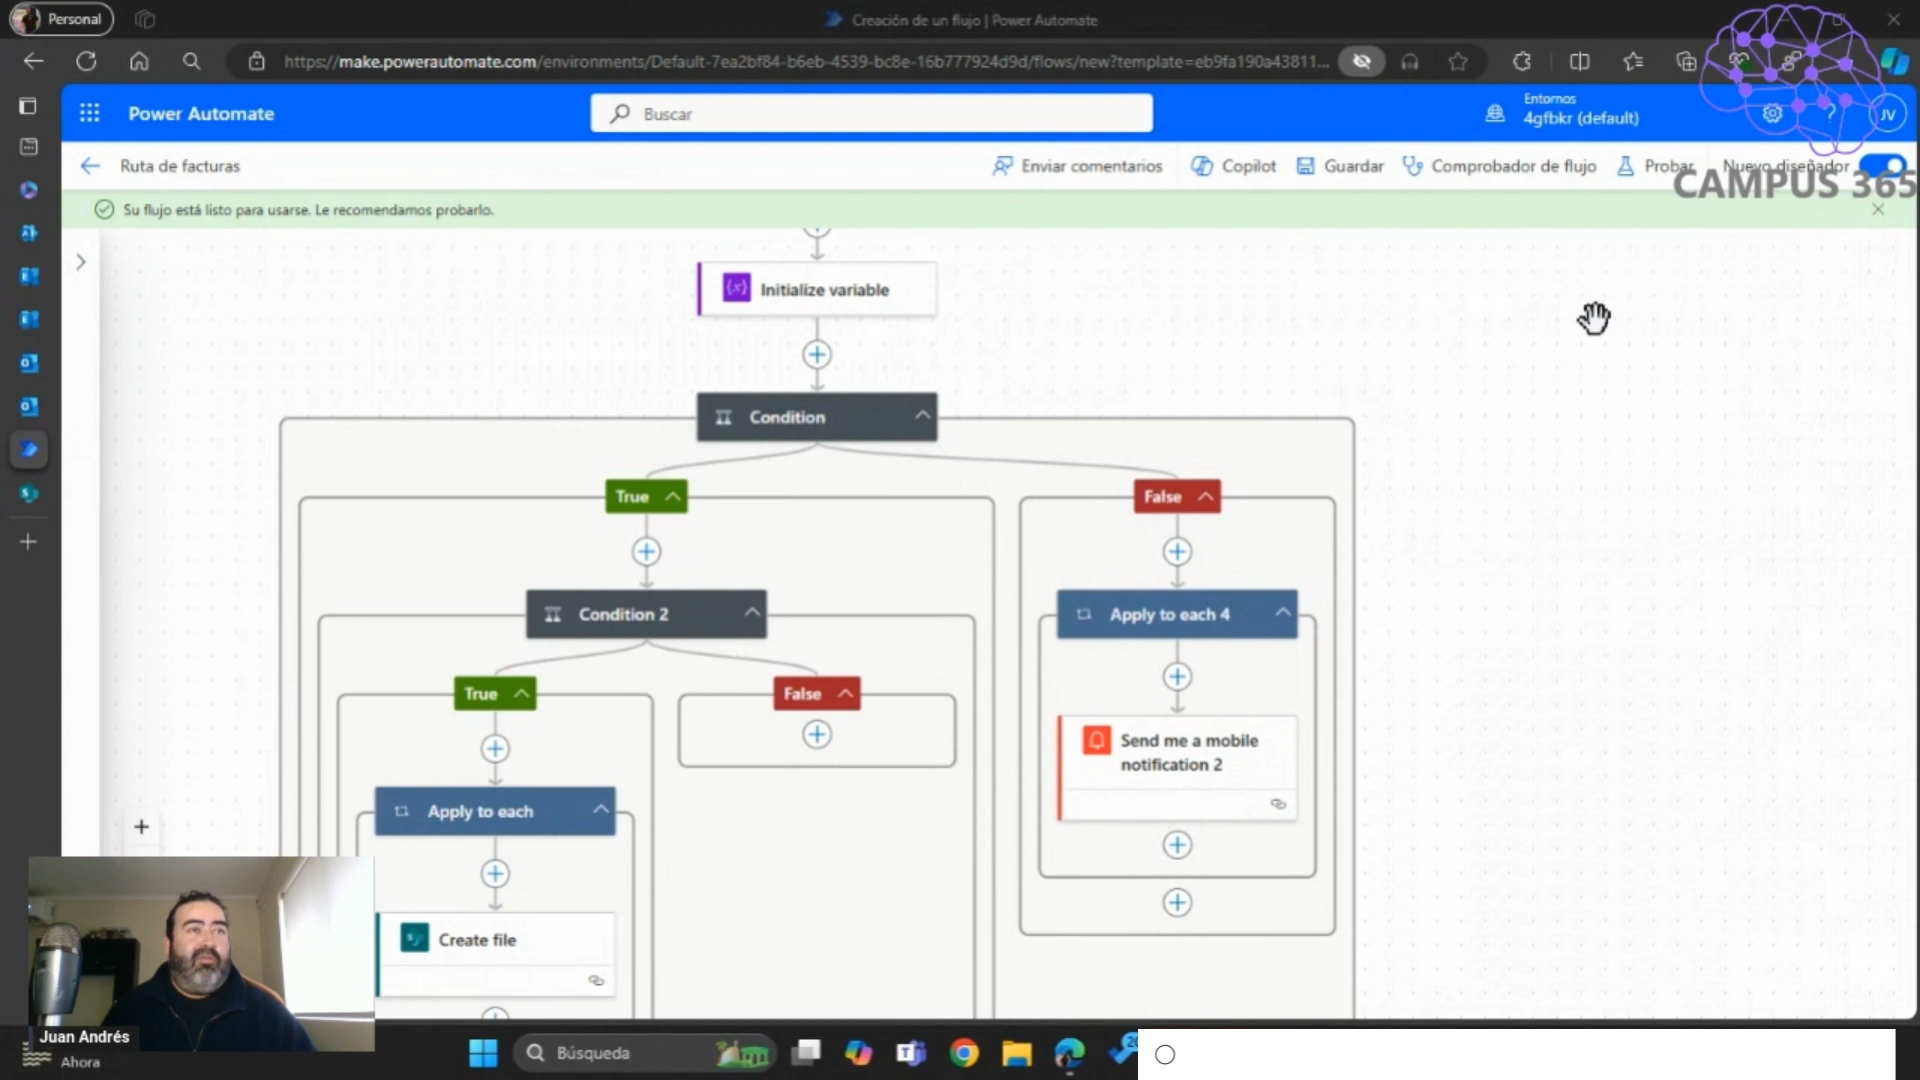 Personal
Creación de un flujo | Power Automate
https://make.powerautomate.com/environments/Default-7ea2bf84-b6eb-4539-bc8e-16b777924d9d/flows/new?template=eb9fa190a43811...
Power Automate
Buscar
Entornos
4gfbkr (default)
JV
Ruta de facturas
Enviar comentarios
Copilot
Guardar
Comprobador de flujo
Probar
Nuevo diseñador
CAMPUS 365
Su flujo está listo para usarse. Le recomendamos probarlo.
Initialize variable
Condition
True
False
Condition 2
Apply to each 4
True
False
Send me a mobile
notification 2
Apply to each
Create file
Juan Andrés
Ahora
Búsqueda